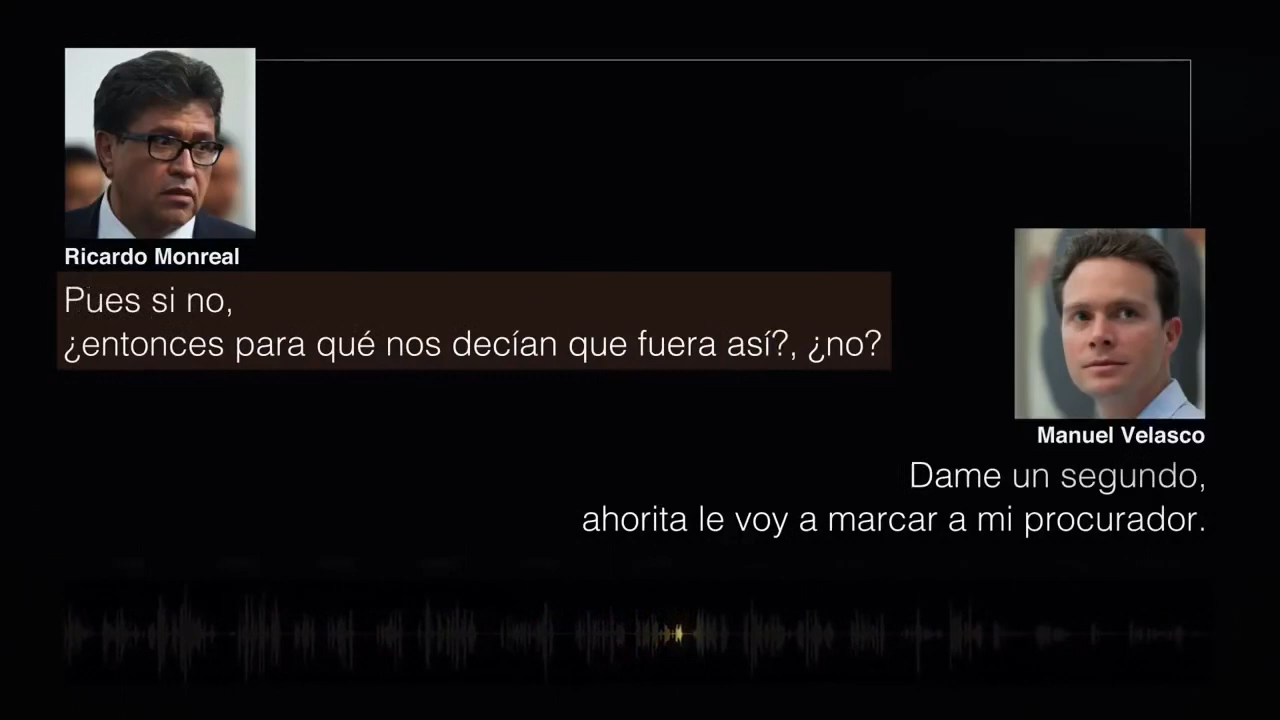 Ricardo Monreal
Pues si no,
¿entonces para qué nos decían que fuera así?, ¿no?
Manuel Velasco
Dame un segundo,
ahorita le voy a marcar a mi procurador.